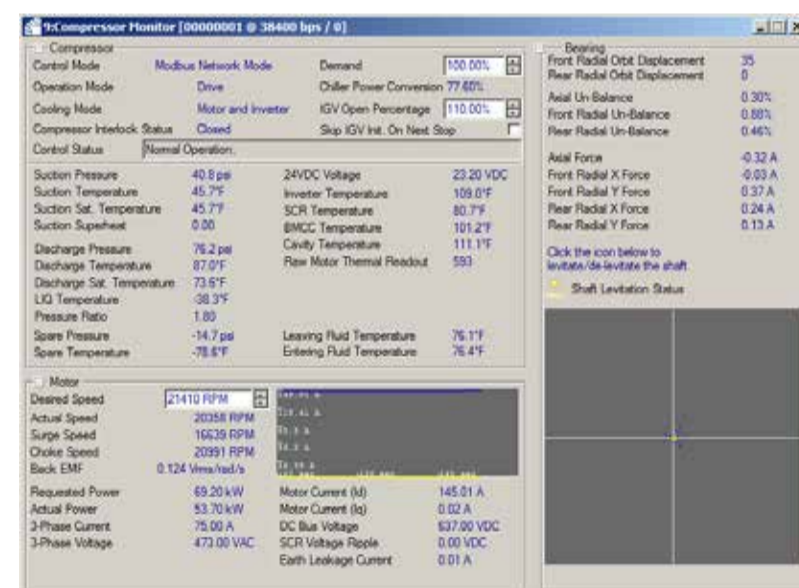 9:Compressor Monitor [00000001 @ 38400 bps / 0]
Compressor
Control Mode Modbus Network Mode Demand 100.00%
Operation Mode Drive Chiller Power Conversion 77.60%
Cooling Mode Motor and Inverter IGV Open Percentage 110.00%
Compressor Interlock Status Closed Skip IGV Init. On Next Stop
Control Status Normal Operation.
Suction Pressure 40.8 psi 24VDC Voltage 23.20 VDC
Suction Temperature 45.7°F Inverter Temperature 109.0°F
Suction Sat. Temperature 45.7°F SCR Temperature 80.7°F
Suction Superheat 0.00 BMCC Temperature 101.2°F
Cavity Temperature 111.1°F
Discharge Pressure 76.2 psi Raw Motor Thermal Readout 593
Discharge Temperature 87.0°F
Discharge Sat. Temperature 73.6°F
LIQ Temperature -38.3°F
Pressure Ratio 1.80
Spare Pressure -14.7 psi Leaving Fluid Temperature 76.1°F
Spare Temperature -78.6°F Entering Fluid Temperature 76.4°F
Motor
Desired Speed 21410 RPM
Actual Speed 20358 RPM
Surge Speed 16639 RPM
Choke Speed 20991 RPM
Back EMF 0.124 Vrms/rad/s
Requested Power 69.20 kW Motor Current (Id) 145.01 A
Actual Power 53.70 kW Motor Current (Iq) 0.02 A
3-Phase Current 75.00 A DC Bus Voltage 637.00 VDC
3-Phase Voltage 473.00 VAC SCR Voltage Ripple 0.00 VDC
Earth Leakage Current 0.01 A
Bearing
Front Radial Orbit Displacement 35
Rear Radial Orbit Displacement 0
Axial Un-Balance 0.30%
Front Radial Un-Balance 0.88%
Rear Radial Un-Balance 0.46%
Axial Force -0.32 A
Front Radial X Force -0.03 A
Front Radial Y Force 0.37 A
Rear Radial X Force 0.24 A
Rear Radial Y Force 0.13 A
Click the icon below to
levitate/de-levitate the shaft
Shaft Levitation Status